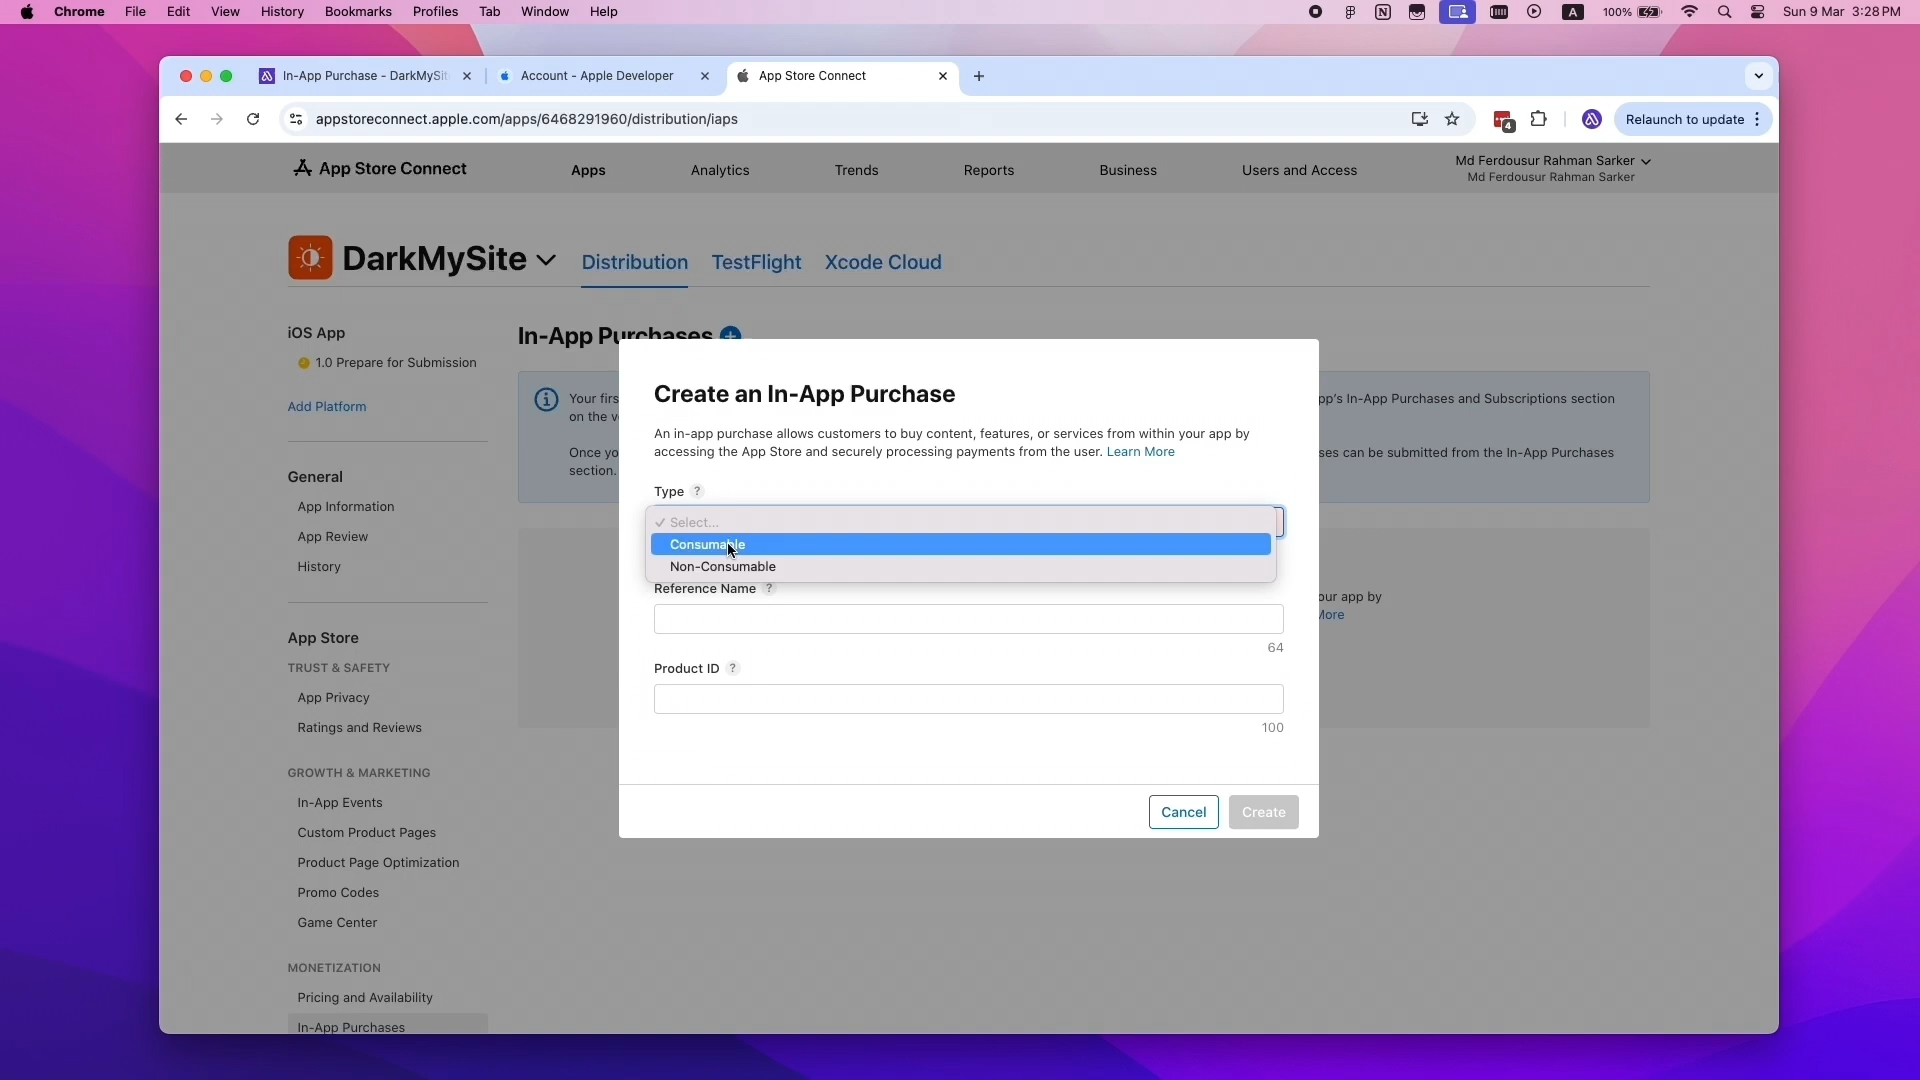 Chrome File Edit View History Bookmarks Profiles Tab Window Help
A 100% Sun 9 Mar 3:28 PM
In-App Purchase - DarkMySit
Account - Apple Developer
App Store Connect
appstoreconnect.apple.com/apps/6468291960/distribution/iaps
4
Relaunch to update
App Store Connect
Apps Analytics Trends Reports Business Users and Access
Md Ferdousur Rahman Sarker
Md Ferdousur Rahman Sarker
DarkMySite
Distribution TestFlight Xcode Cloud
iOS App
1.0 Prepare for Submission
Add Platform
General
App Information
App Review
History
App Store
TRUST & SAFETY
App Privacy
Ratings and Reviews
GROWTH & MARKETING
In-App Events
Custom Product Pages
Product Page Optimization
Promo Codes
Game Center
MONETIZATION
Pricing and Availability
In-App Purchases
In-App Purchases
Your firs
pp's In-App Purchases and Subscriptions section
on the v
Once yo
ses can be submitted from the In-App Purchases
section.
our app by
More
Create an In-App Purchase
An in-app purchase allows customers to buy content, features, or services from within your app by
accessing the App Store and securely processing payments from the user. Learn More
Type ?
Select...
Consumable
Non-Consumable
Reference Name ?
64
Product ID ?
100
Cancel Create